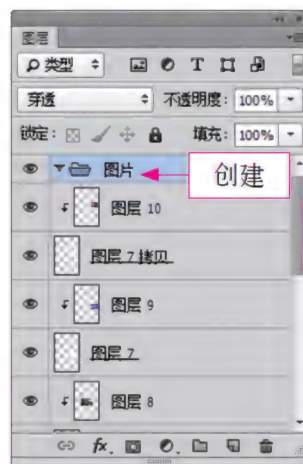 图层
类型
穿透 不透明度: 100%
锁定: 填充: 100%
图片 创建
图层 10
图层 7 拷贝
图层 9
图层 7
图层 8
fx.